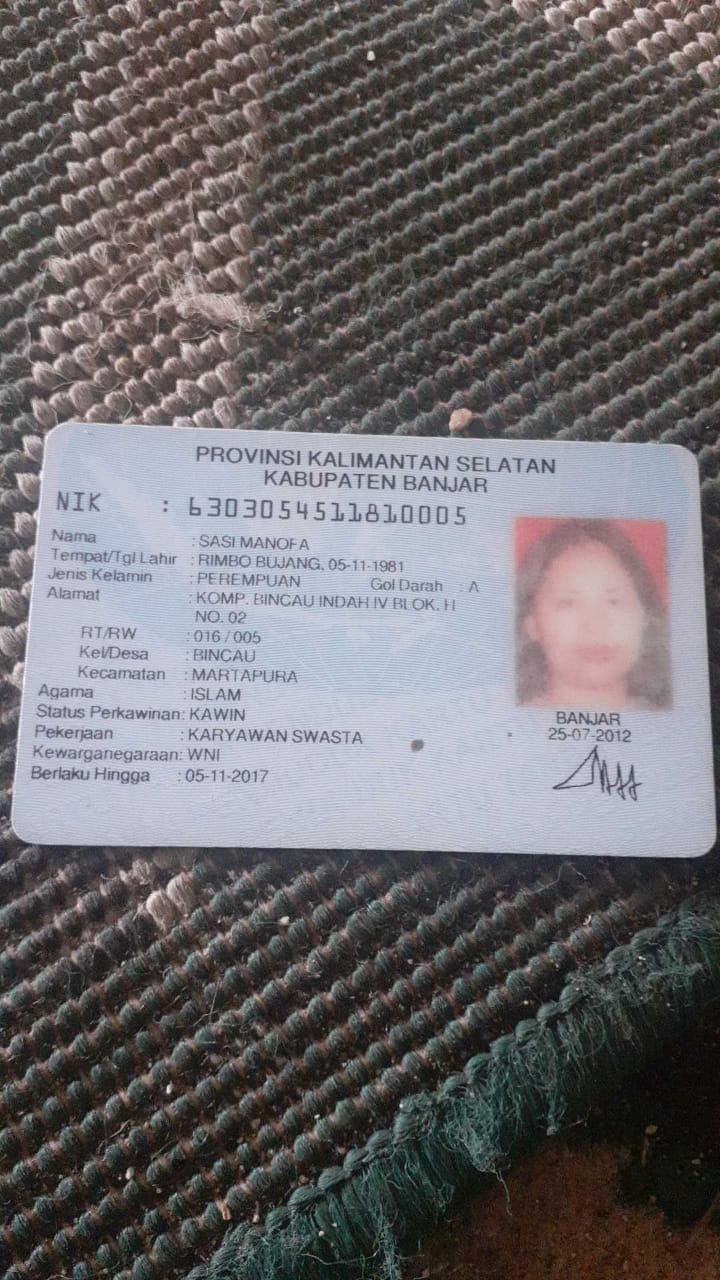 PROVINSI KALIMANTAN SELATAN
KABUPATEN BANJAR
NIK : 6303054511810005
Nama : SASI MANOFA
Tempat/Tgl Lahir : RIMBO BUJANG, 05-11-1981
Jenis Kelamin : PEREMPUAN Gol Darah : A
Alamat : KOMP. BINCAU INDAH IV BLOK. H
NO. 02
RT/RW : 016 / 005
Kel/Desa : BINCAU
Kecamatan : MARTAPURA
Agama : ISLAM
Status Perkawinan: KAWIN
Pekerjaan : KARYAWAN SWASTA
Kewarganegaraan: WNI
Berlaku Hingga : 05-11-2017
BANJAR
25-07-2012